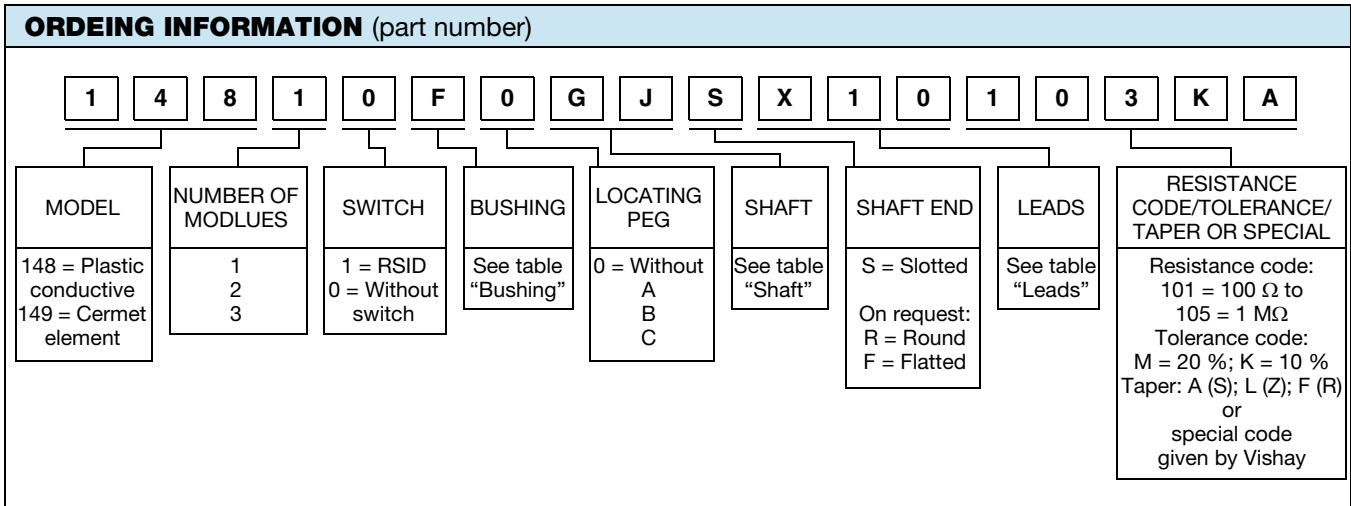 ORDEING INFORMATION (part number)
1 4 8 1 0 F 0 G J S X 1 0 1 0 3 K A
MODEL
148 = Plastic
conductive
149 = Cermet
element
NUMBER OF
MODLUES
1
2
3
SWITCH
1 = RSID
0 = Without
switch
BUSHING
See table
“Bushing”
LOCATING
PEG
0 = Without
A
B
C
SHAFT
See table
“Shaft”
SHAFT END
S = Slotted
On request:
R = Round
F = Flatted
LEADS
See table
“Leads”
RESISTANCE
CODE/TOLERANCE/
TAPER OR SPECIAL
Resistance code:
101 = 100 Ω to
105 = 1 MΩ
Tolerance code:
M = 20 %; K = 10 %
Taper: A (S); L (Z); F (R)
or
special code
given by Vishay